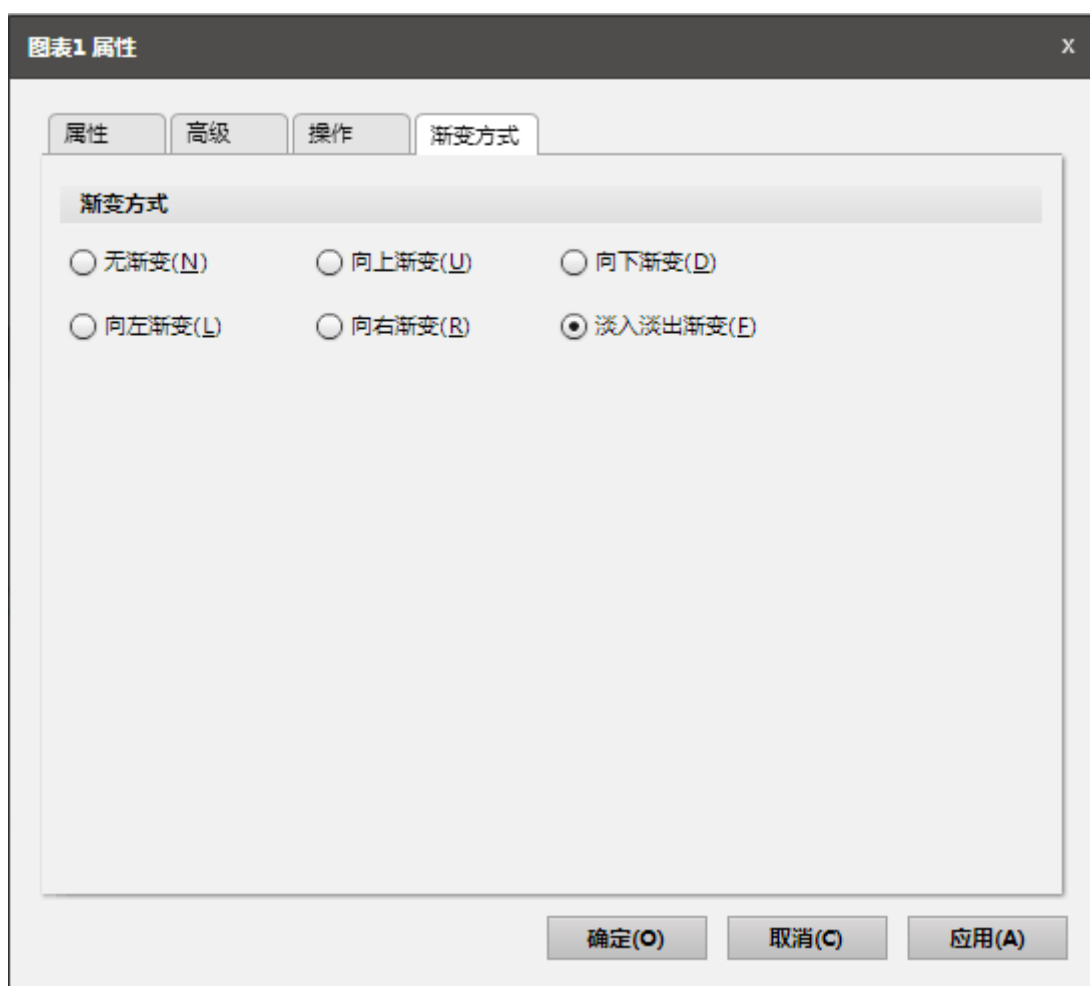 图表1 属性 x
属性 高级 操作 渐变方式
渐变方式
无渐变(N) 向上渐变(U) 向下渐变(D)
向左渐变(L) 向右渐变(R) 淡入淡出渐变(F)
确定(O) 取消(C) 应用(A)